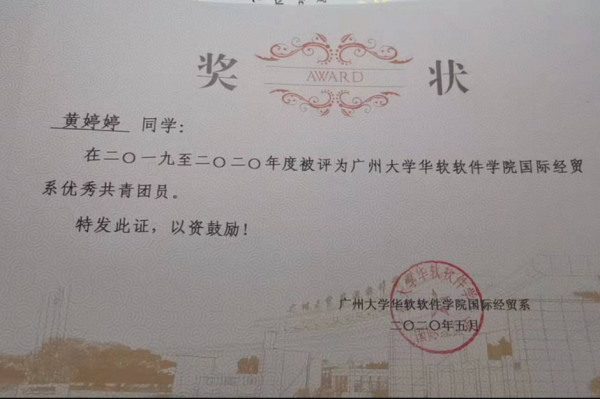 奖 AWARD 状
黄婷婷 同学：
在二〇一九至二〇二〇年度被评为广州大学华软软件学院国际经贸
系优秀共青团员。
特发此证，以资鼓励！
广州大学华软软件学院国际经贸系
二〇二〇年五月